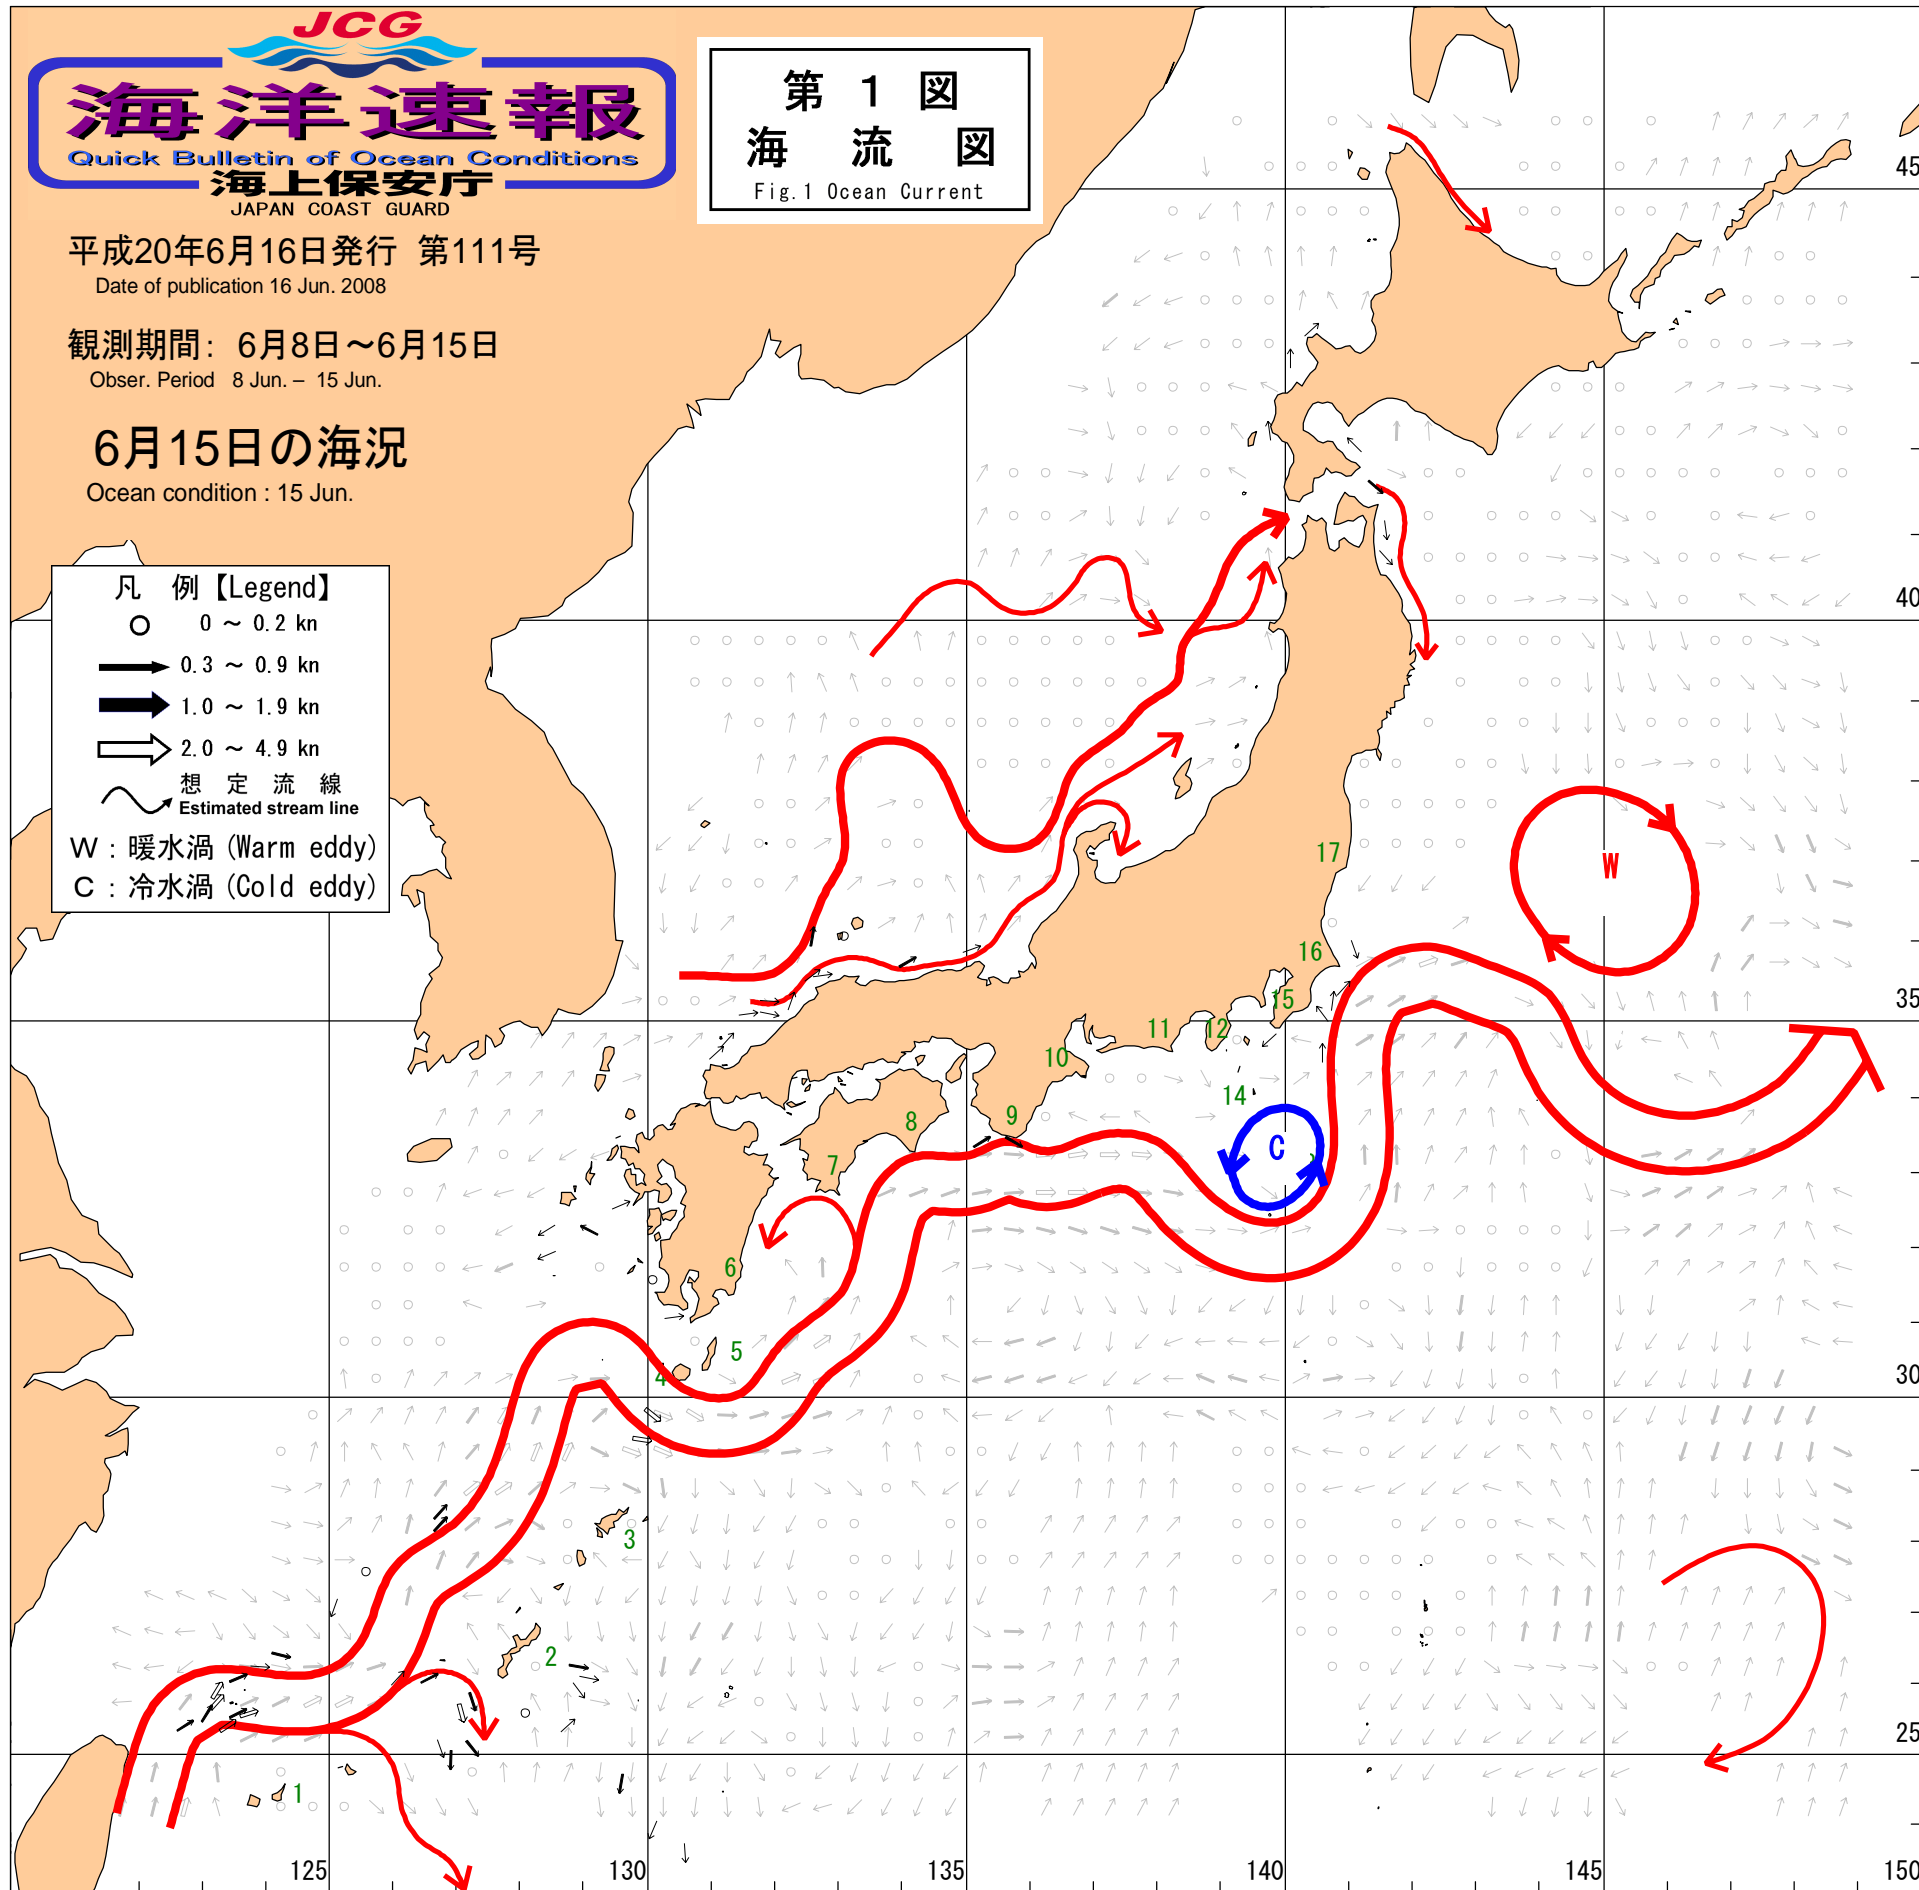 JCG
海洋速報
Quick Bulletin of Ocean Conditions
海上保安庁
JAPAN COAST GUARD
第 1 図
海 流 図
Fig.1 Ocean Current
平成20年6月16日発行 第111号
Date of publication 16 Jun. 2008
観測期間: 6月8日～6月15日
Obser. Period 8 Jun. – 15 Jun.
6月15日の海況
Ocean condition : 15 Jun.
凡 例【Legend】
0 ～ 0.2 kn
0.3 ～ 0.9 kn
1.0 ～ 1.9 kn
2.0 ～ 4.9 kn
想 定 流 線
Estimated stream line
W : 暖水渦 (Warm eddy)
C : 冷水渦 (Cold eddy)
45
40
35
30
25
125
130
135
140
145
150
W
C
17
16
15
14
12
11
10
9
8
7
6
5
4
3
2
1